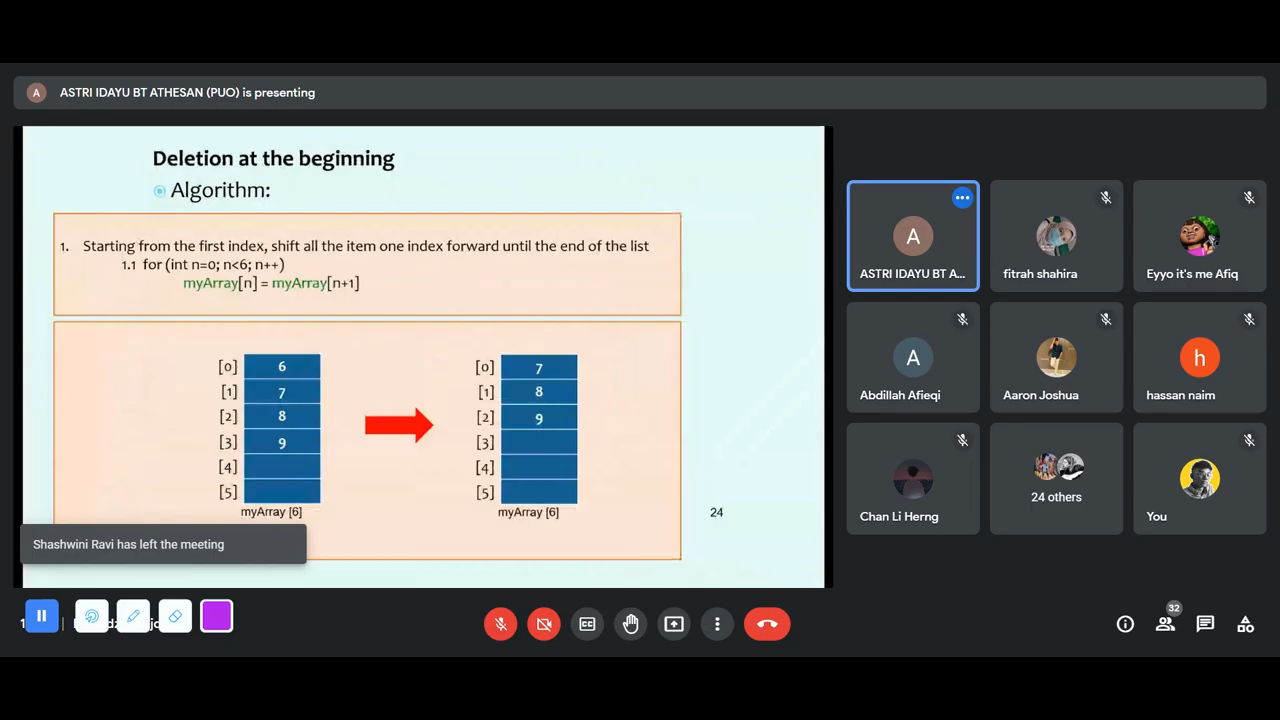 A ASTRI IDAYU BT ATHESAN (PUO) is presenting
Deletion at the beginning
Algorithm:
1. Starting from the first index, shift all the item one index forward until the end of the list
1.1 for (int n=0; n<6; n++)
myArray[n] = myArray[n+1]
[0] 6 [0] 7
[1] 7 [1] 8
[2] 8 [2] 9
[3] 9 [3]
[4] [4]
[5] [5]
myArray [6] myArray [6]
24
Shashwini Ravi has left the meeting
A
ASTRI IDAYU BT A...
fitrah shahira
Eyyo it's me Afiq
A
Abdillah Afieqi
Aaron Joshua
h
hassan naim
Chan Li Herng
24 others
You
32